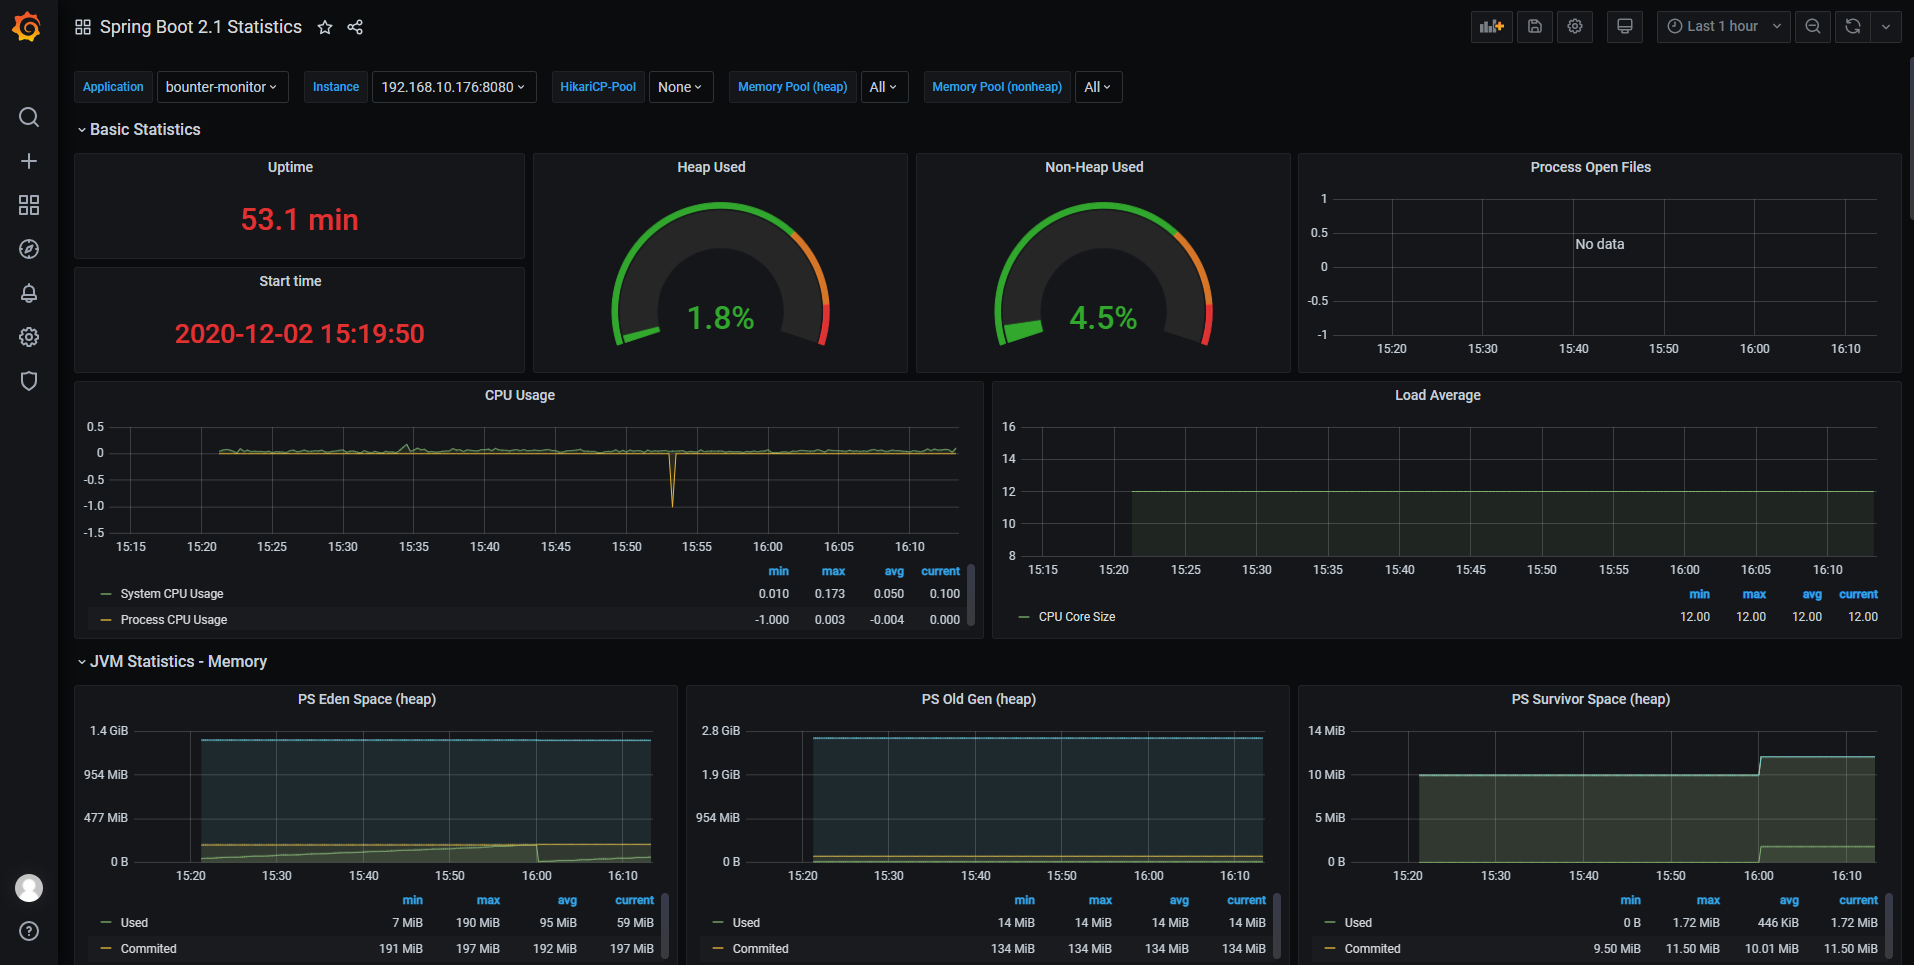 Spring Boot 2.1 Statistics
Last 1 hour
Application bounter-monitor Instance 192.168.10.176:8080 HikariCP-Pool None Memory Pool (heap) All Memory Pool (nonheap) All
Basic Statistics
Uptime
53.1 min
Start time
2020-12-02 15:19:50
Heap Used
1.8%
Non-Heap Used
4.5%
Process Open Files
1
0.5
0
-0.5
-1
No data
15:20 15:30 15:40 15:50 16:00 16:10
CPU Usage
0.5
0
-0.5
-1.0
-1.5
15:15 15:20 15:25 15:30 15:35 15:40 15:45 15:50 15:55 16:00 16:05 16:10
min max avg current
System CPU Usage 0.010 0.173 0.050 0.100
Process CPU Usage -1.000 0.003 -0.004 0.000
Load Average
16
14
12
10
8
15:15 15:20 15:25 15:30 15:35 15:40 15:45 15:50 15:55 16:00 16:05 16:10
min max avg current
CPU Core Size 12.00 12.00 12.00 12.00
JVM Statistics - Memory
PS Eden Space (heap)
1.4 GiB
954 MiB
477 MiB
0 B
15:20 15:30 15:40 15:50 16:00 16:10
min max avg current
Used 7 MiB 190 MiB 95 MiB 59 MiB
Commited 191 MiB 197 MiB 192 MiB 197 MiB
PS Old Gen (heap)
2.8 GiB
1.9 GiB
954 MiB
0 B
15:20 15:30 15:40 15:50 16:00 16:10
min max avg current
Used 14 MiB 14 MiB 14 MiB 14 MiB
Commited 134 MiB 134 MiB 134 MiB 134 MiB
PS Survivor Space (heap)
14 MiB
10 MiB
5 MiB
0 B
15:20 15:30 15:40 15:50 16:00 16:10
min max avg current
Used 0 B 1.72 MiB 446 KiB 1.72 MiB
Commited 9.50 MiB 11.50 MiB 10.01 MiB 11.50 MiB